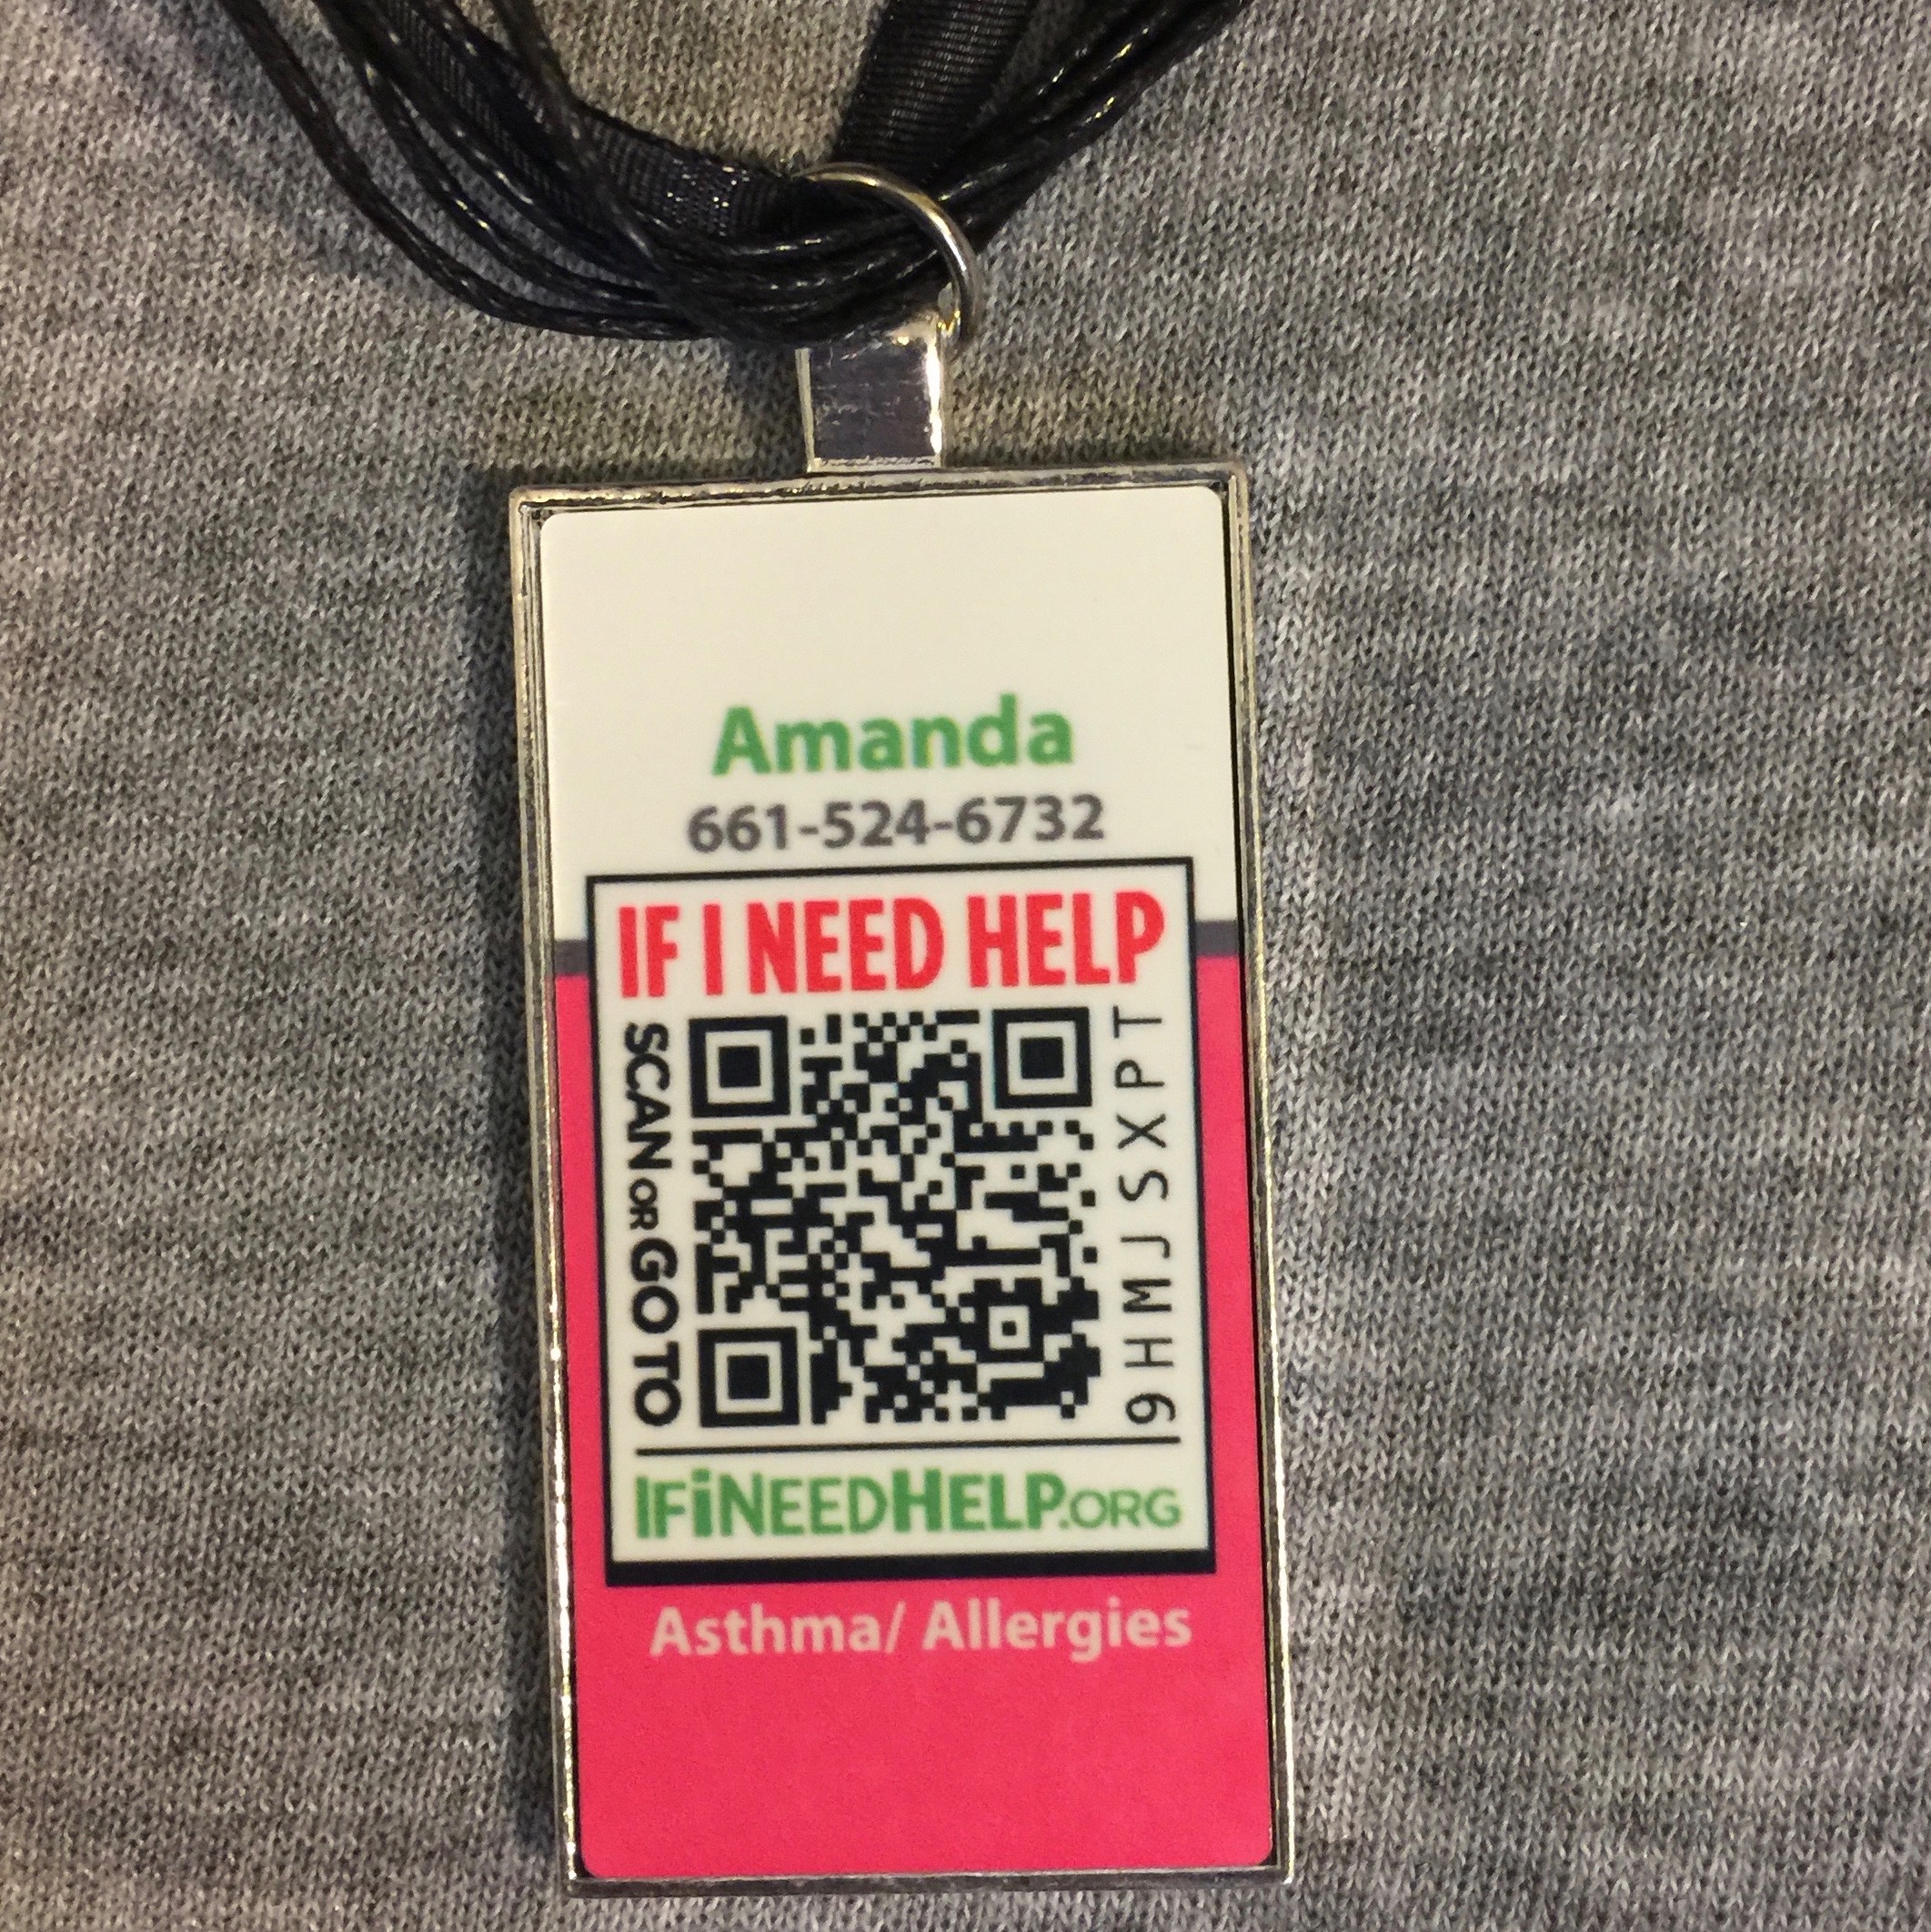 Amanda
661-524-6732
IF I NEED HELP
SCAN OR GO TO
9HMJSXPT
IFiNEEDHELP.ORG
Asthma/ Allergies